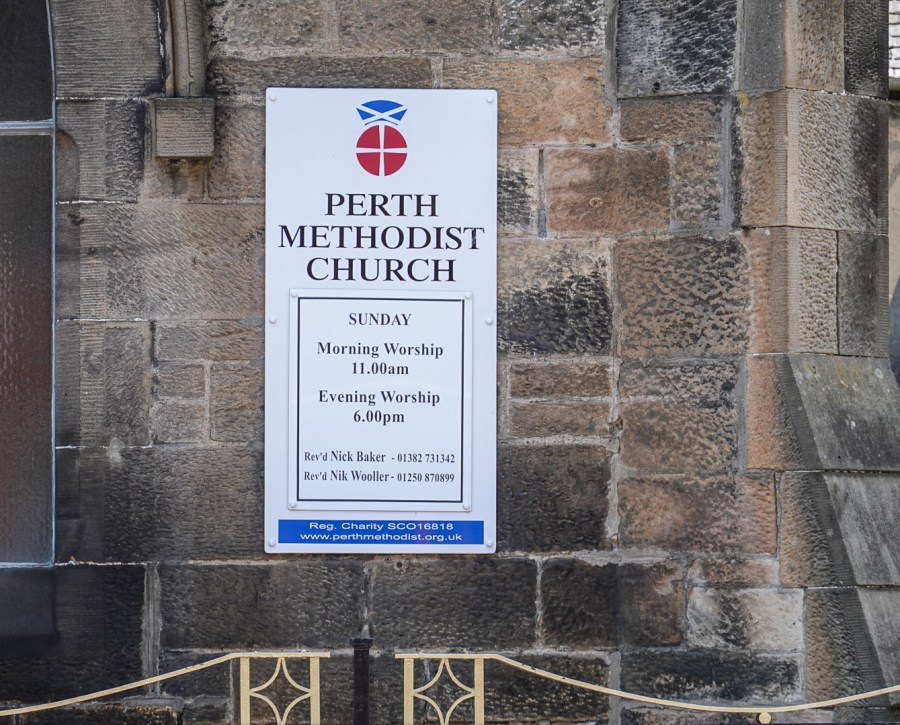 PERTH
METHODIST
CHURCH
SUNDAY
Morning Worship
11.00am
Evening Worship
6.00pm
Rev'd Nick Baker - 01382 731342
Rev'd Nik Wooller - 01250 870899
Reg. Charity SCO16818
www.perthmethodist.org.uk